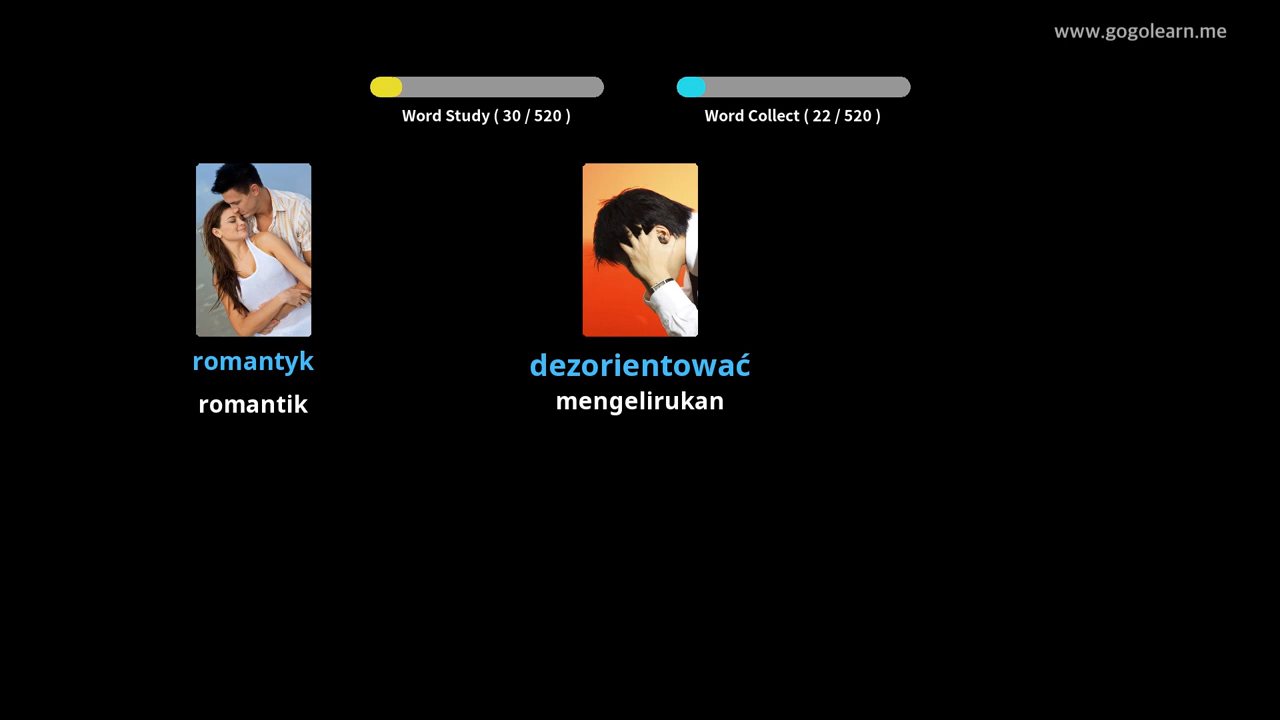 www.gogolearn.me
Word Study ( 30 / 520 )
Word Collect ( 22 / 520 )
romantyk
romantik
dezorientować
mengelirukan